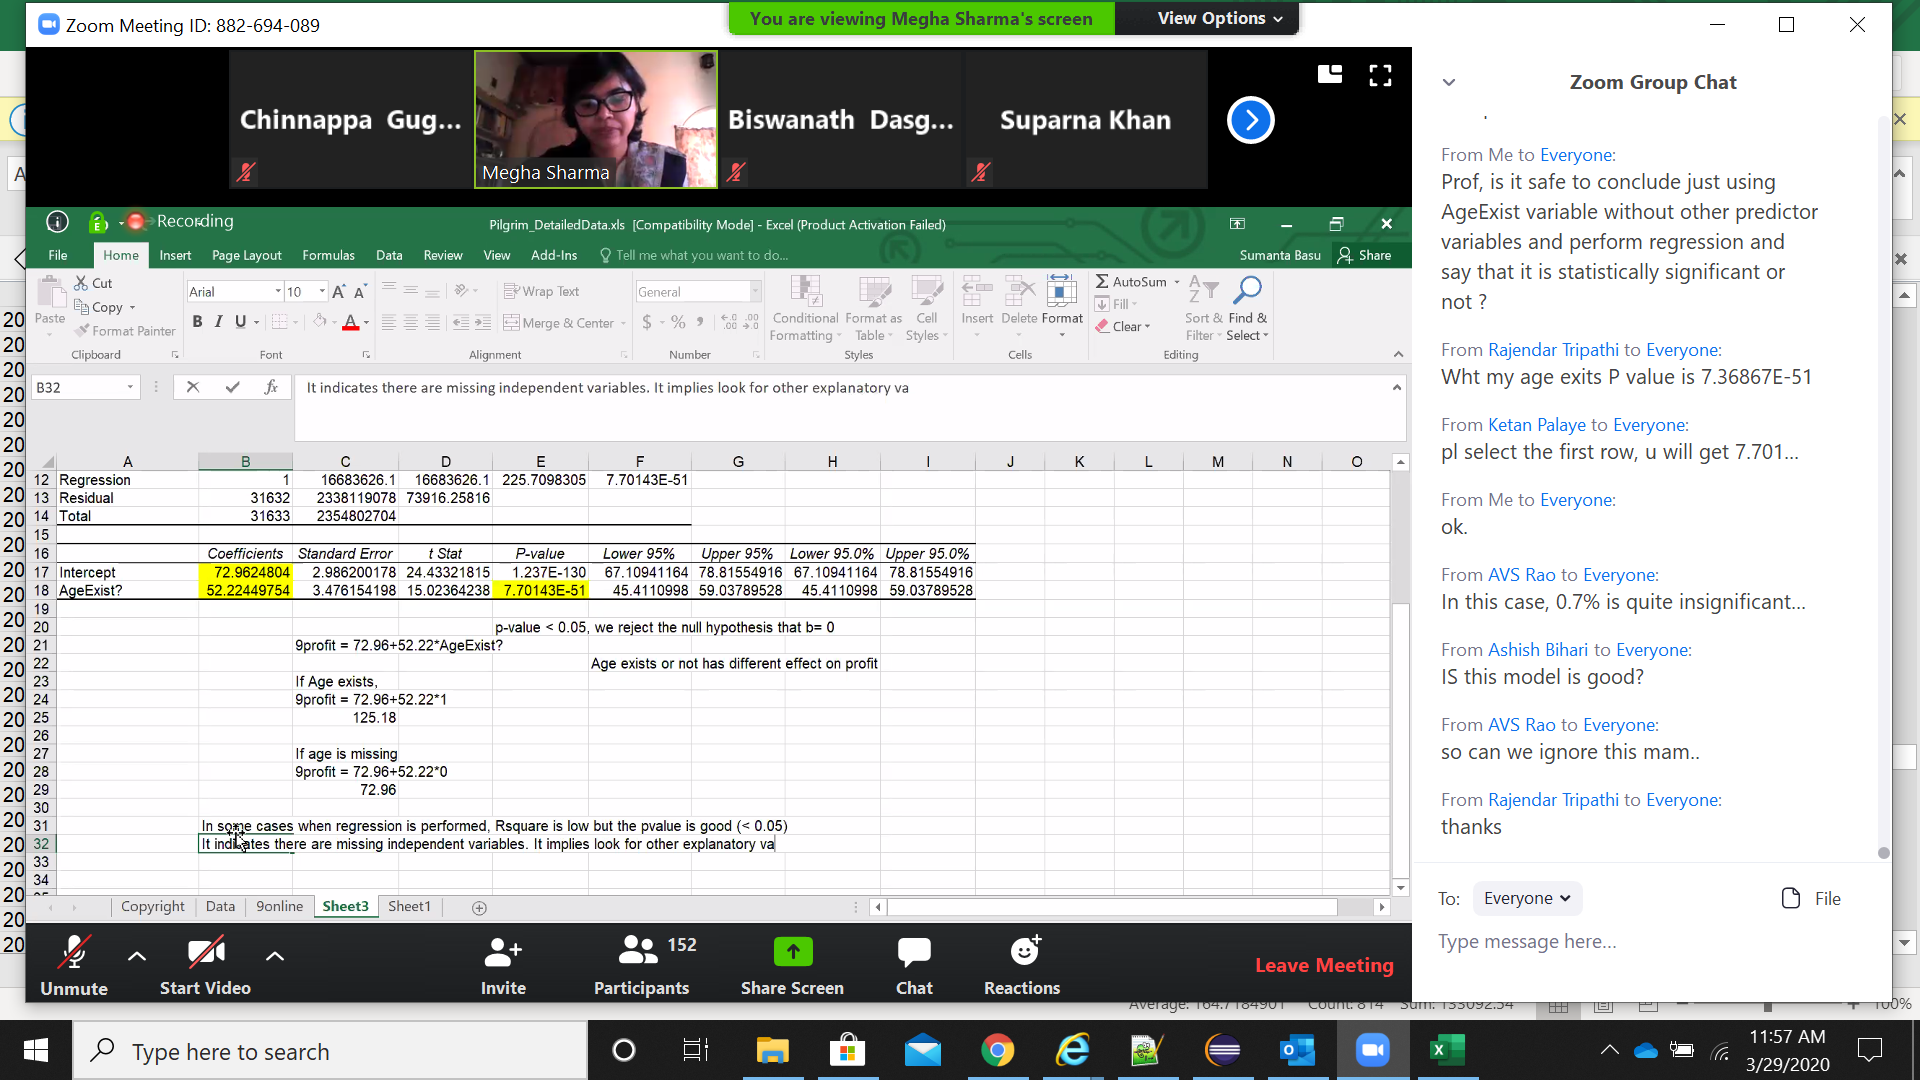 Zoom Meeting ID: 882-694-089
You are viewing Megha Sharma's screen
View Options
Chinnappa Gug...
Megha Sharma
Biswanath Dasg...
Suparna Khan
Recording
Pilgrim_DetailedData.xls [Compatibility Mode] - Excel (Product Activation Failed)
File Home Insert Page Layout Formulas Data Review View Add-Ins Tell me what you want to do... Sumanta Basu Share
Paste Cut Copy Format Painter Clipboard
Arial 10 B I U Font
Wrap Text Merge & Center Alignment
General $ % Number
Conditional Formatting Format as Table Cell Styles Styles
Insert Delete Format Cells
AutoSum Fill Clear Sort & Filter Find & Select Editing
B32 fx It indicates there are missing independent variables. It implies look for other explanatory va
A B C D E F G H I J K L M N O
12 Regression 1 16683626.1 16683626.1 225.7098305 7.70143E-51
13 Residual 31632 2338119078 73916.25816
14 Total 31633 2354802704
15
16 Coefficients Standard Error t Stat P-value Lower 95% Upper 95% Lower 95.0% Upper 95.0%
17 Intercept 72.9624804 2.986200178 24.43321815 1.237E-130 67.10941164 78.81554916 67.10941164 78.81554916
18 AgeExist? 52.22449754 3.476154198 15.02364238 7.70143E-51 45.4110998 59.03789528 45.4110998 59.03789528
19
20 p-value < 0.05, we reject the null hypothesis that b= 0
21 9profit = 72.96+52.22*AgeExist?
22 Age exists or not has different effect on profit
23 If Age exists,
24 9profit = 72.96+52.22*1
25 125.18
26
27 If age is missing
28 9profit = 72.96+52.22*0
29 72.96
30
31 In some cases when regression is performed, Rsquare is low but the pvalue is good (< 0.05)
32 It indicates there are missing independent variables. It implies look for other explanatory va
33
34
Copyright Data 9online Sheet3 Sheet1
Unmute Start Video Invite Participants 152 Share Screen Chat Reactions Leave Meeting
Zoom Group Chat
From Me to Everyone:
Prof, is it safe to conclude just using
AgeExist variable without other predictor
variables and perform regression and
say that it is statistically significant or
not ?
From Rajendar Tripathi to Everyone:
Wht my age exits P value is 7.36867E-51
From Ketan Palaye to Everyone:
pl select the first row, u will get 7.701...
From Me to Everyone:
ok.
From AVS Rao to Everyone:
In this case, 0.7% is quite insignificant...
From Ashish Bihari to Everyone:
IS this model is good?
From AVS Rao to Everyone:
so can we ignore this mam..
From Rajendar Tripathi to Everyone:
thanks
To: Everyone File
Type message here...
100%
Type here to search
11:57 AM
3/29/2020